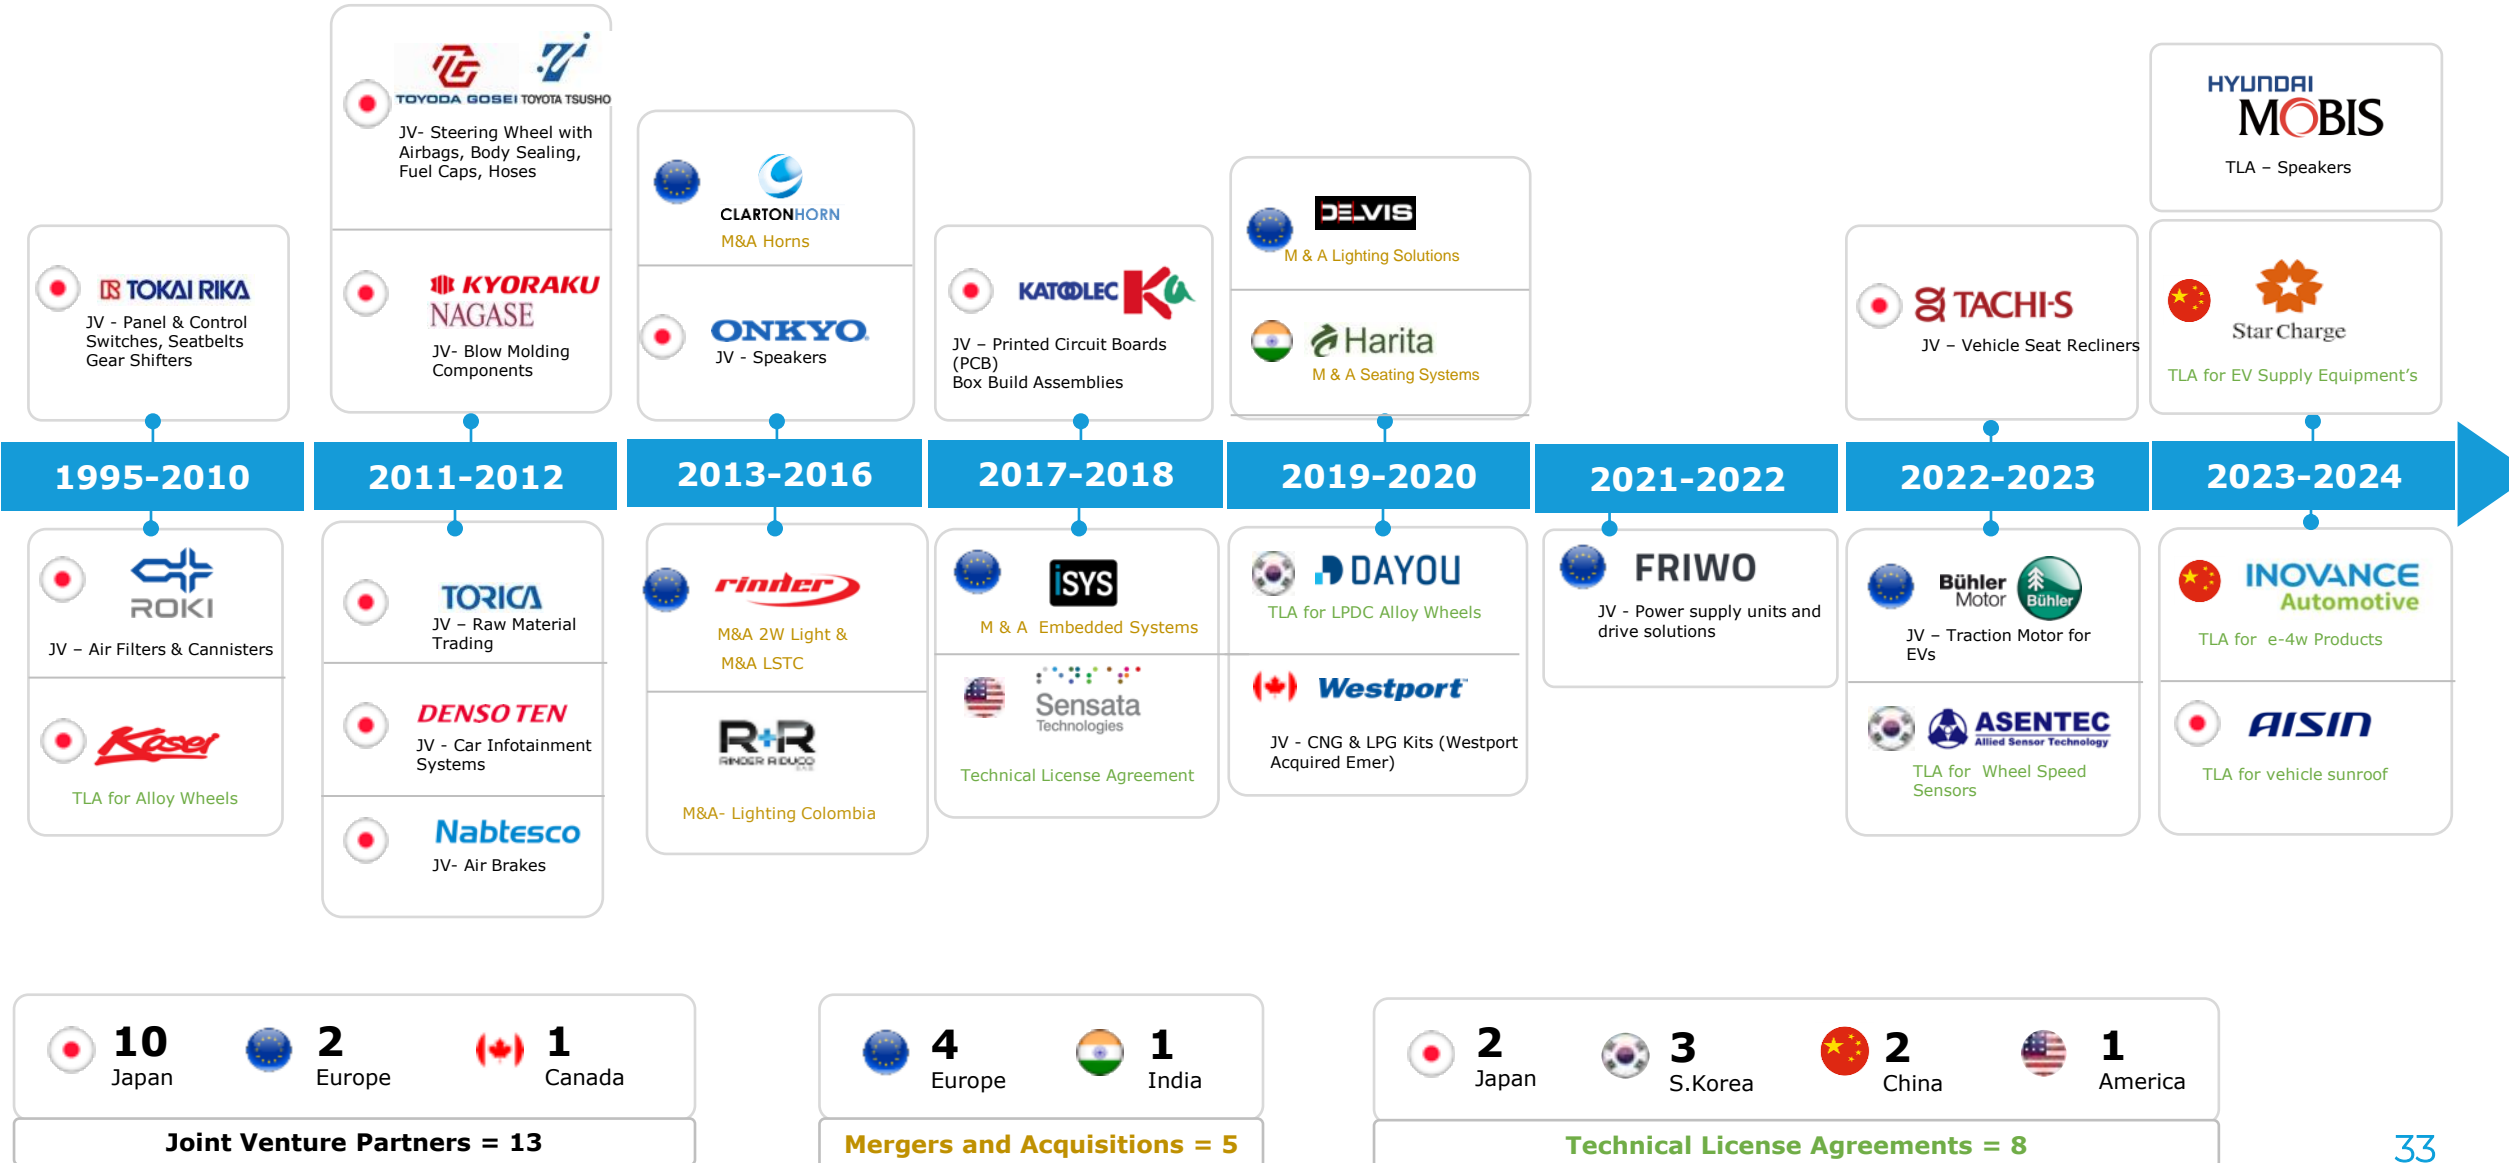 TOYODA GOSEI TOYOTA TSUSHO
JV- Steering Wheel with
Airbags, Body Sealing,
Fuel Caps, Hoses
KYORAKU
NAGASE
JV- Blow Molding
Components
TOKAI RIKA
JV - Panel & Control
Switches, Seatbelts
Gear Shifters
CLARTONHORN
M&A Horns
ONKYO
JV - Speakers
KATOOLEC Ka
JV – Printed Circuit Boards
(PCB)
Box Build Assemblies
DELVIS
M & A Lighting Solutions
Harita
M & A Seating Systems
TACHI-S
JV – Vehicle Seat Recliners
HYUNDAI
MOBIS
TLA – Speakers
Star Charge
TLA for EV Supply Equipment's
1995-2010
2011-2012
2013-2016
2017-2018
2019-2020
2021-2022
2022-2023
2023-2024
ROKI
JV – Air Filters & Cannisters
Kosei
TLA for Alloy Wheels
TORICA
JV – Raw Material
Trading
DENSO TEN
JV - Car Infotainment
Systems
Nabtesco
JV- Air Brakes
rinder
M&A 2W Light &
M&A LSTC
R+R
RINDER RIDUCO
S.A.S
M&A- Lighting Colombia
iSYS
M & A Embedded Systems
Sensata
Technologies
Technical License Agreement
DAYOU
TLA for LPDC Alloy Wheels
Westport™
JV - CNG & LPG Kits (Westport
Acquired Emer)
FRIWO
JV - Power supply units and
drive solutions
Bühler
Motor
Bühler
JV – Traction Motor for
EVs
ASENTEC
Allied Sensor Technology
TLA for Wheel Speed
Sensors
INOVANCE
Automotive
TLA for e-4w Products
AISIN
TLA for vehicle sunroof
10
Japan
2
Europe
1
Canada
Joint Venture Partners = 13
4
Europe
1
India
Mergers and Acquisitions = 5
2
Japan
3
S.Korea
2
China
1
America
Technical License Agreements = 8
33